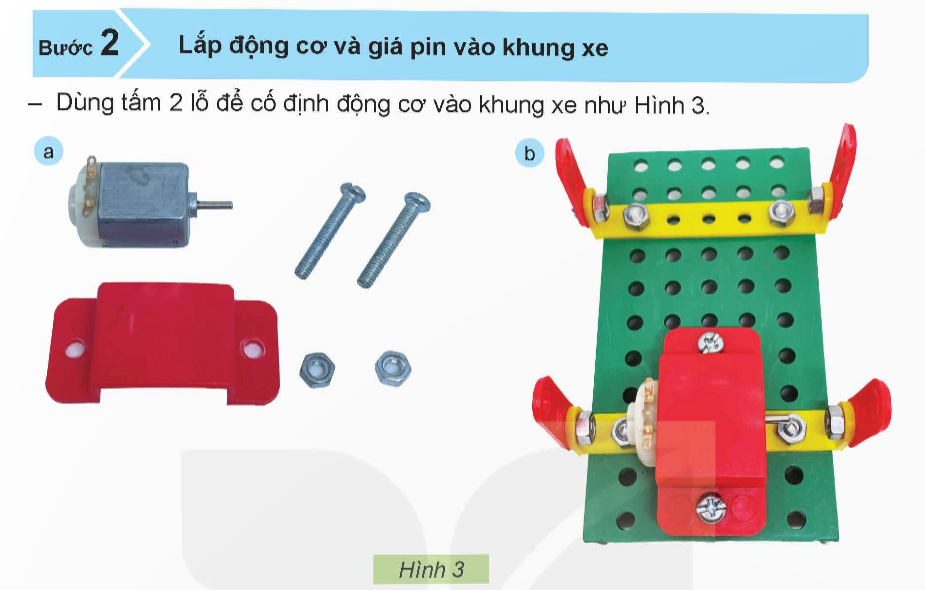 Bước 2 Lắp động cơ và giá pin vào khung xe
– Dùng tấm 2 lỗ để cố định động cơ vào khung xe như Hình 3.
a b
Hình 3